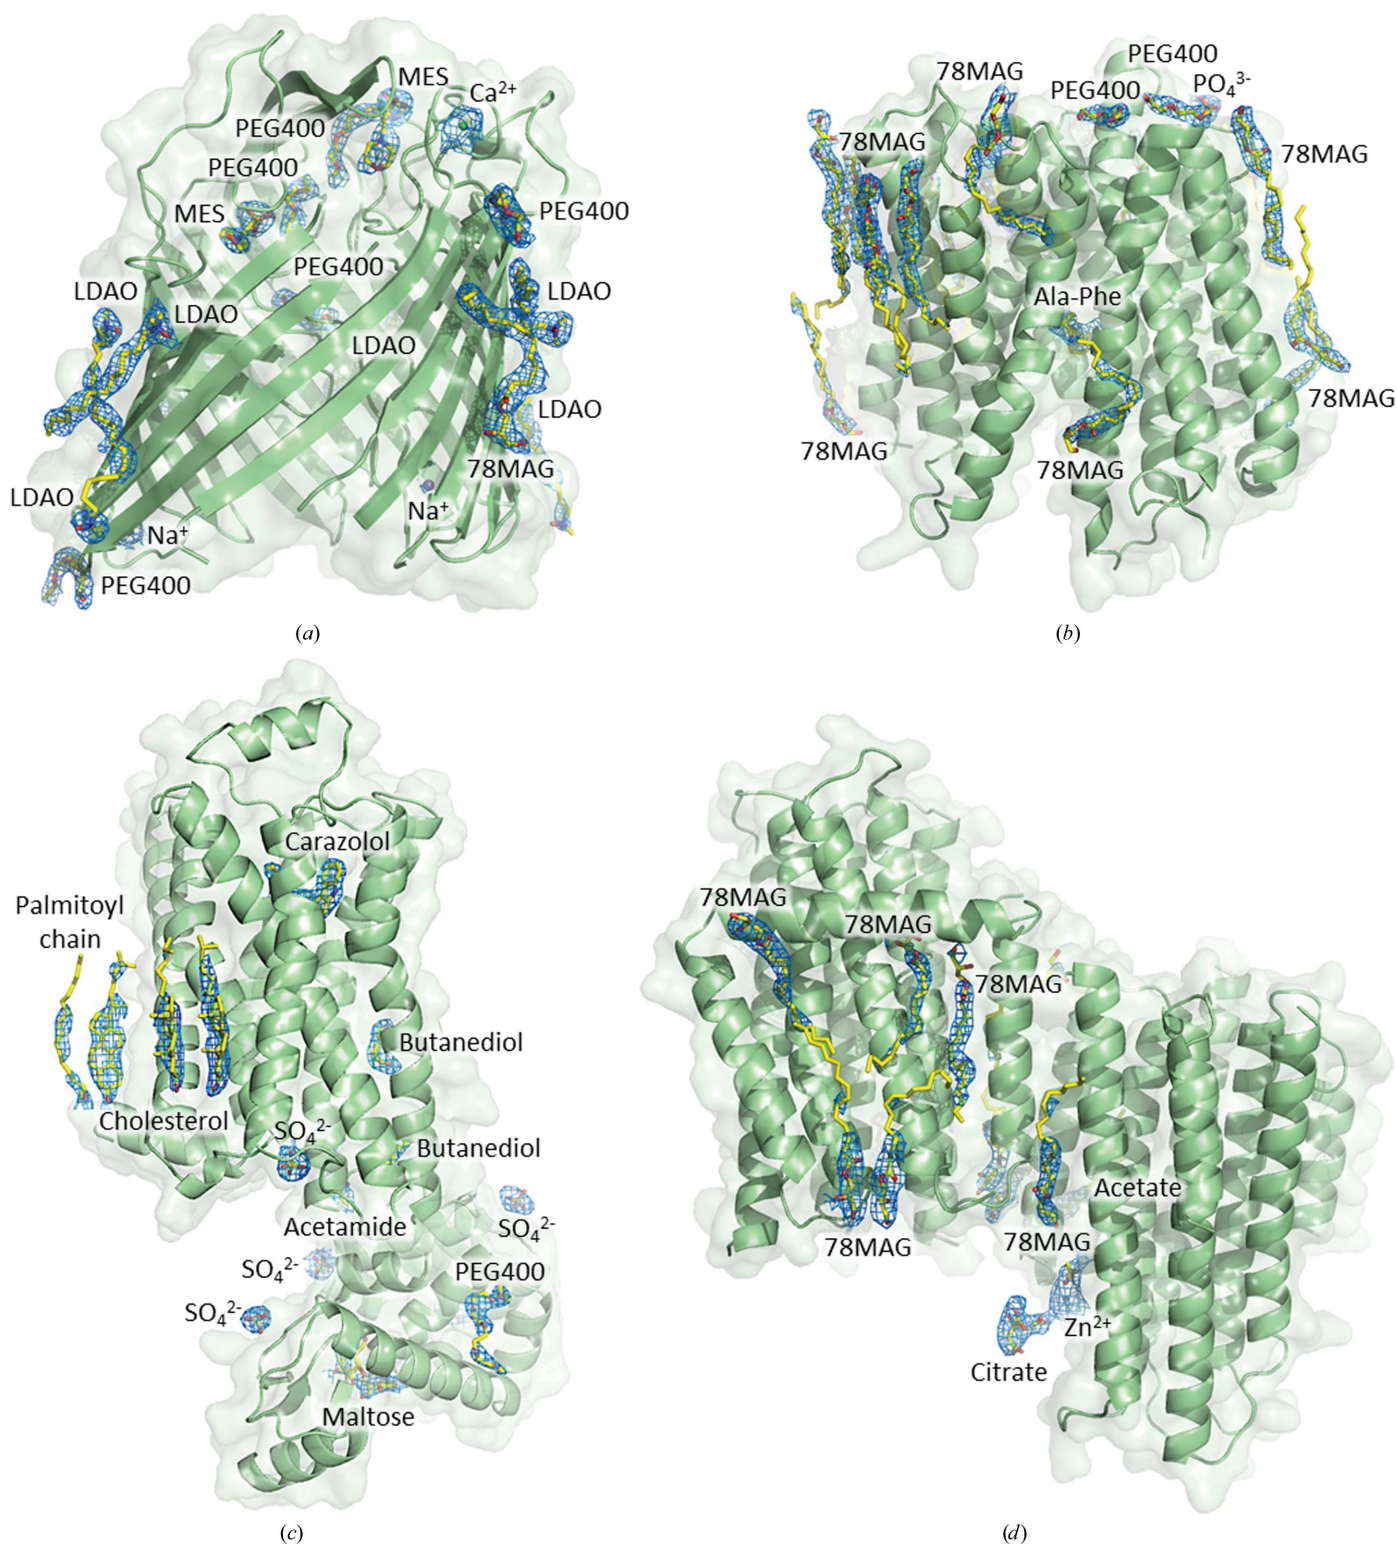 MES
Ca²⁺
PEG400
PEG400
MES
PEG400
PEG400
LDAO
LDAO
LDAO
LDAO
LDAO
78MAG
LDAO
Na⁺
Na⁺
PEG400
(a)
PEG400
78MAG
PEG400
PO₄³⁻
78MAG
78MAG
Ala-Phe
78MAG
78MAG
78MAG
(b)
Carazolol
Palmitoyl
chain
Butanediol
Cholesterol
SO₄²⁻
Butanediol
Acetamide
SO₄²⁻
SO₄²⁻
PEG400
SO₄²⁻
Maltose
(c)
78MAG
78MAG
78MAG
Acetate
78MAG
78MAG
Zn²⁺
Citrate
(d)